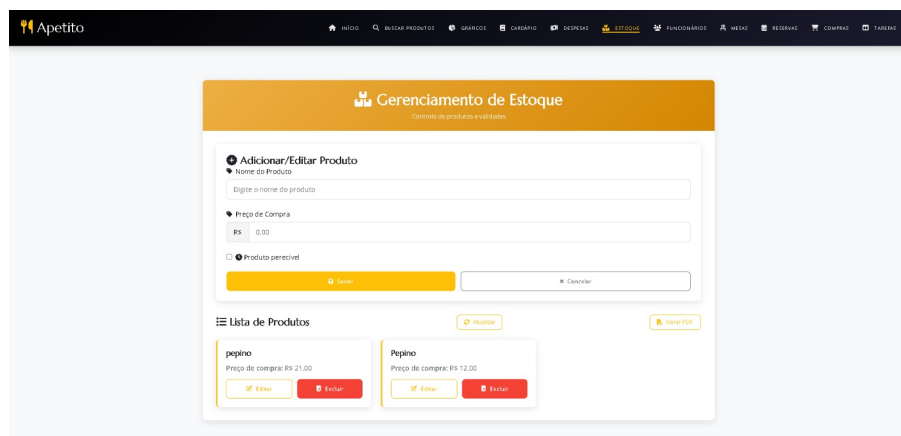 Apetito
INÍCIO BUSCAR PRODUTOS GRÁFICOS CARDÁPIO DESPESAS ESTOQUE FUNCIONÁRIOS MESAS RESERVAS COMPRAS TAREFAS
Gerenciamento de Estoque
Controle de produtos e validades
Adicionar/Editar Produto
Nome do Produto
Digite o nome do produto
Preço de Compra
R$ 0,00
Produto perecível
Salvar Cancelar
Lista de Produtos Atualizar Gerar PDF
pepino Pepino
Preço de compra: R$ 21,00 Preço de compra: R$ 12,00
Editar Excluir Editar Excluir